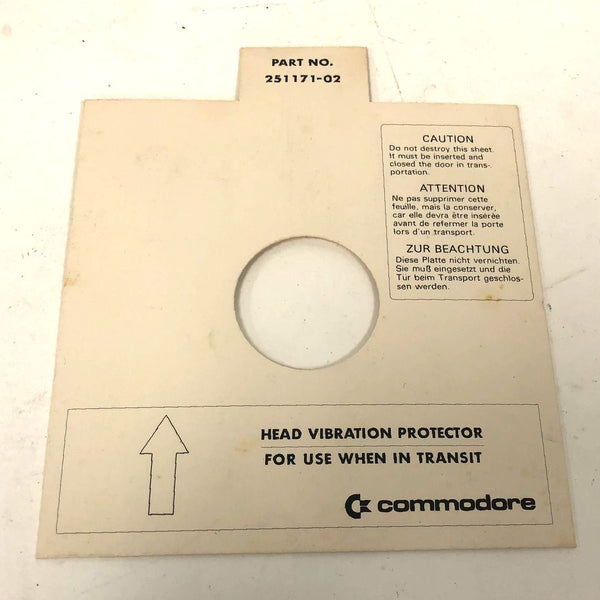 PART NO.
251171-02
CAUTION
Do not destroy this sheet.
It must be inserted and
closed the door in trans-
portation.
ATTENTION
Ne pas supprimer cette
feuille, mais la conserver,
car elle devra être insérée
avant de refermer la porte
lors d'un transport.
ZUR BEACHTUNG
Diese Platte nicht vernichten.
Sie muß eingesetzt und die
Tür beim Transport geschlos-
sen werden.
HEAD VIBRATION PROTECTOR
FOR USE WHEN IN TRANSIT
commodore